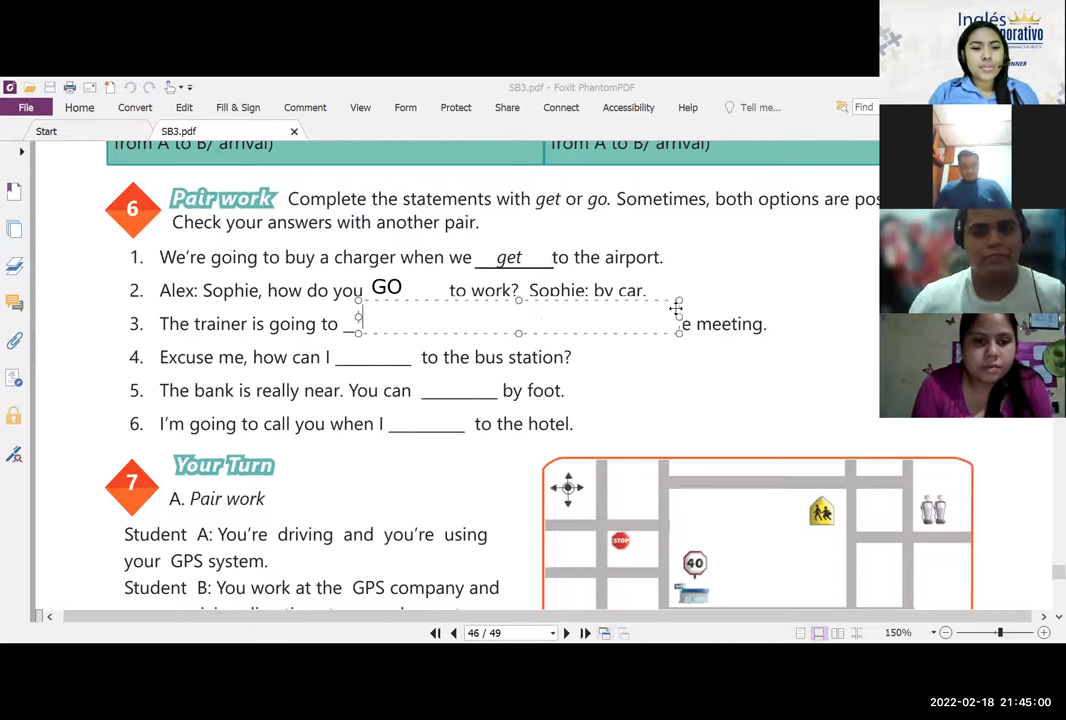 Inglés
orporativo
SB3.pdf - Foxit PhantomPDF
File Home Convert Edit Fill & Sign Comment View Form Protect Share Connect Accessibility Help Tell me... Find
Start SB3.pdf
from A to B/ arrival) from A to B/ arrival)
6 Pair work Complete the statements with get or go. Sometimes, both options are pos
Check your answers with another pair.
1. We're going to buy a charger when we get to the airport.
2. Alex: Sophie, how do you GO to work? Sophie: by car.
3. The trainer is going to _ e meeting.
4. Excuse me, how can I ________ to the bus station?
5. The bank is really near. You can ________ by foot.
6. I'm going to call you when I ________ to the hotel.
7 Your Turn
A. Pair work
Student A: You're driving and you're using
your GPS system.
Student B: You work at the GPS company and
STOP
40
46 / 49
150%
2022-02-18 21:45:00